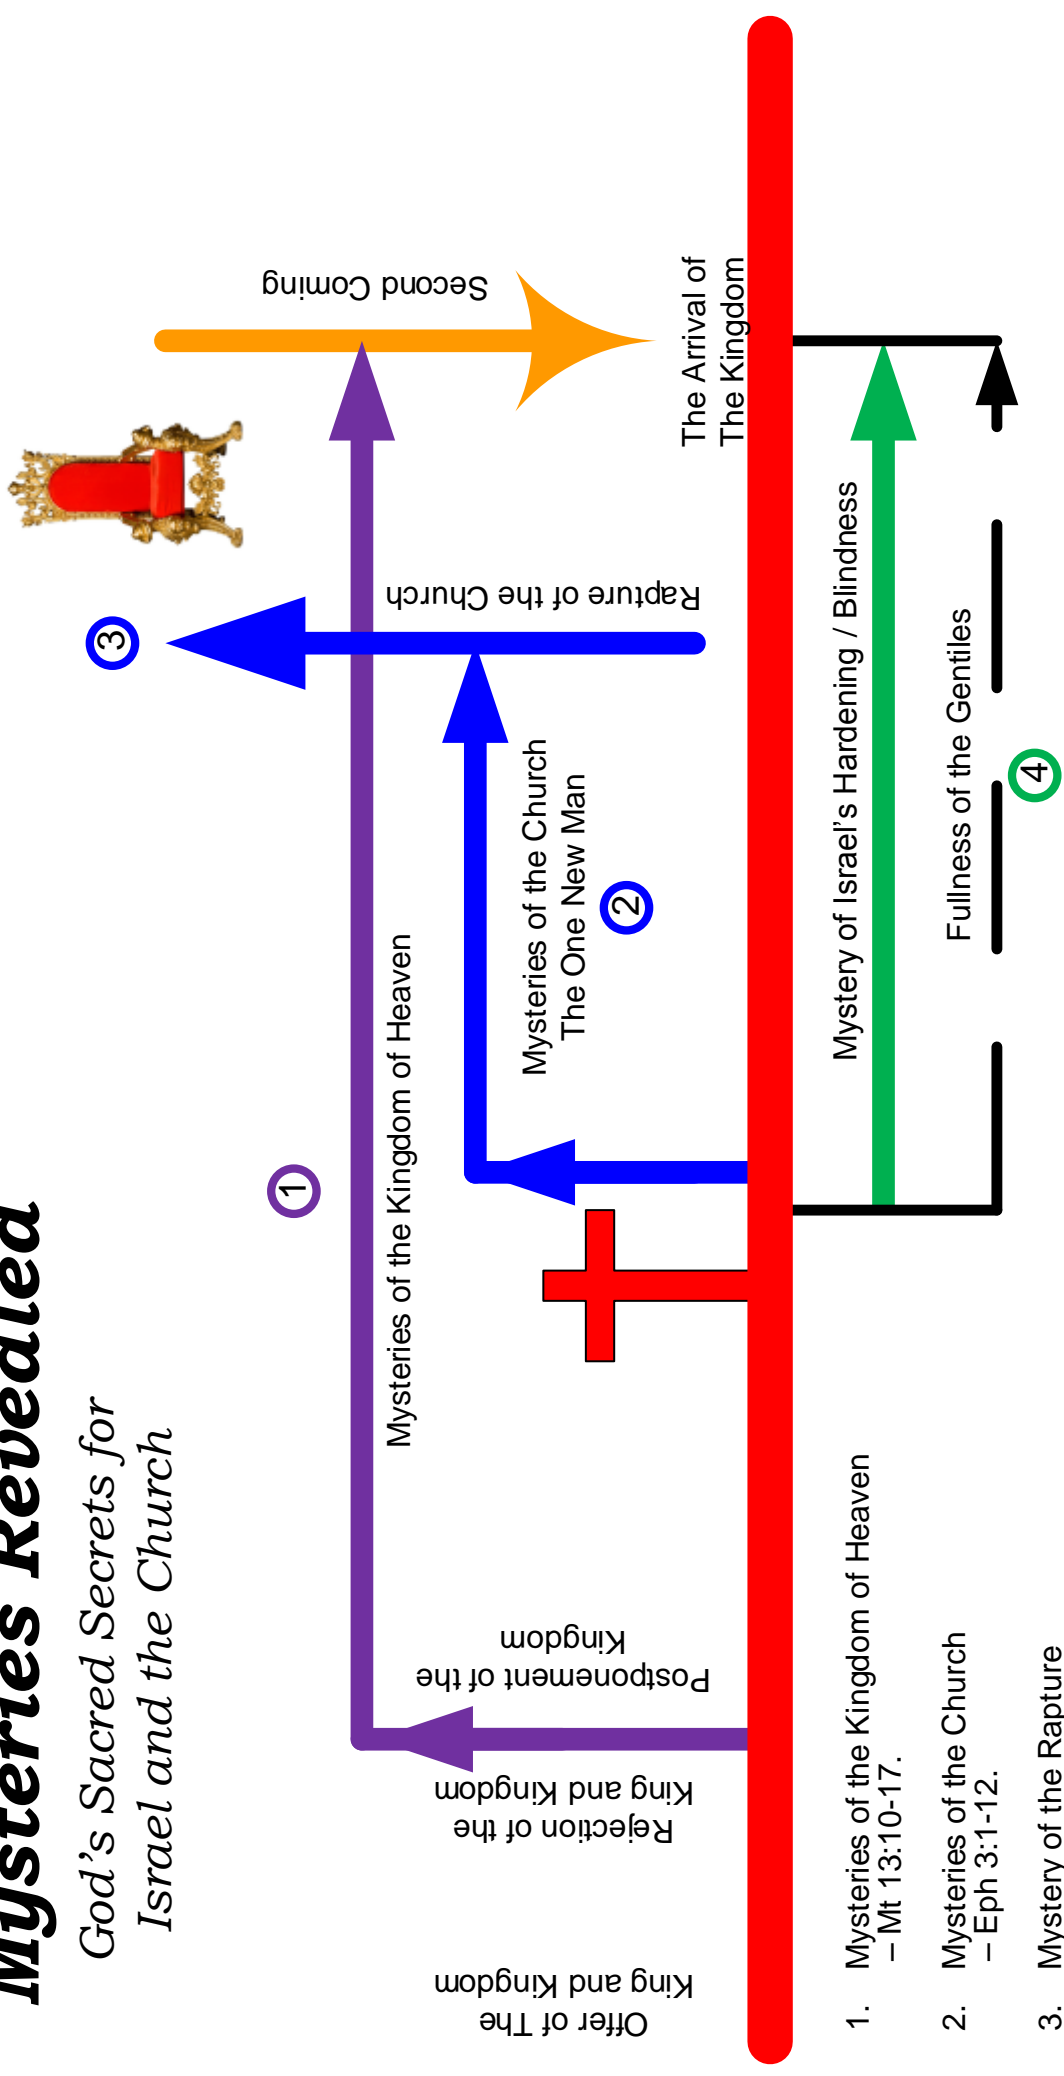 Mysteries Revealed
God's Sacred Secrets for
Israel and the Church
1
Mysteries of the Kingdom of Heaven
3
Second Coming
Rapture of the Church
Mysteries of the Church
The One New Man
2
Offer of The
King and Kingdom
Rejection of the
King and Kingdom
Postponement of the
Kingdom
The Arrival of
The Kingdom
Mystery of Israel's Hardening / Blindness
Fullness of the Gentiles
4
1. Mysteries of the Kingdom of Heaven
– Mt 13:10-17.
2. Mysteries of the Church
– Eph 3:1-12.
3. Mystery of the Rapture